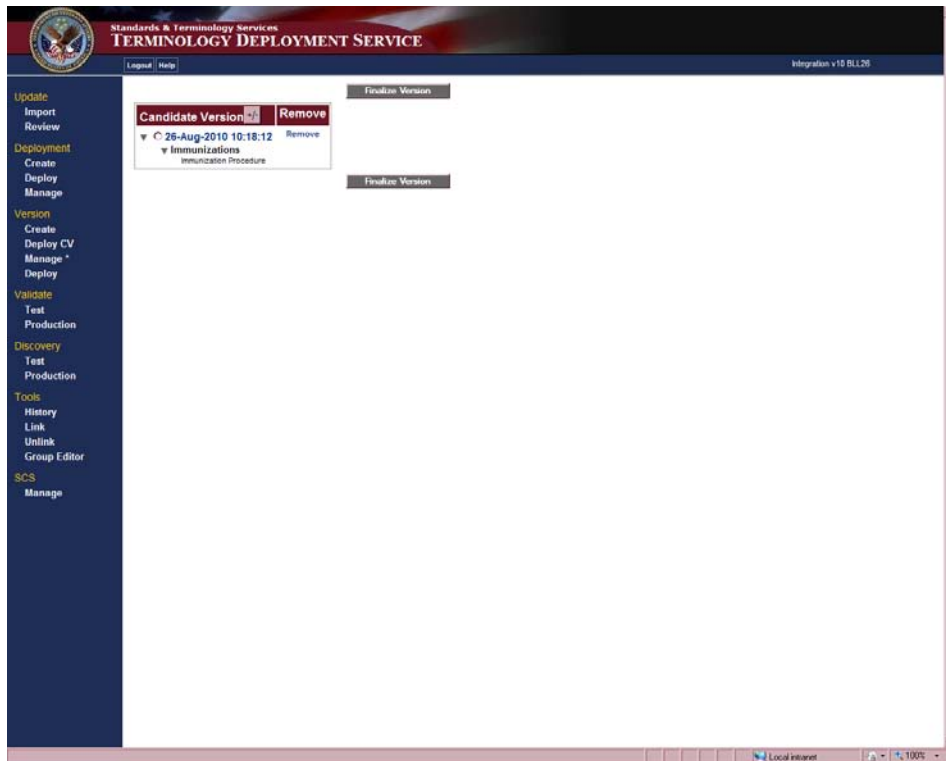 Standards & Terminology Services
TERMINOLOGY DEPLOYMENT SERVICE
Logout Help
Integration v10 BLL26
Update
Import
Review
Deployment
Create
Deploy
Manage
Version
Create
Deploy CV
Manage *
Deploy
Validate
Test
Production
Discovery
Test
Production
Tools
History
Link
Unlink
Group Editor
SCS
Manage
Finalize Version
Candidate Version +/- Remove
26-Aug-2010 10:18:12 Remove
Immunizations
Immunization Procedure
Finalize Version
Local intranet 100%